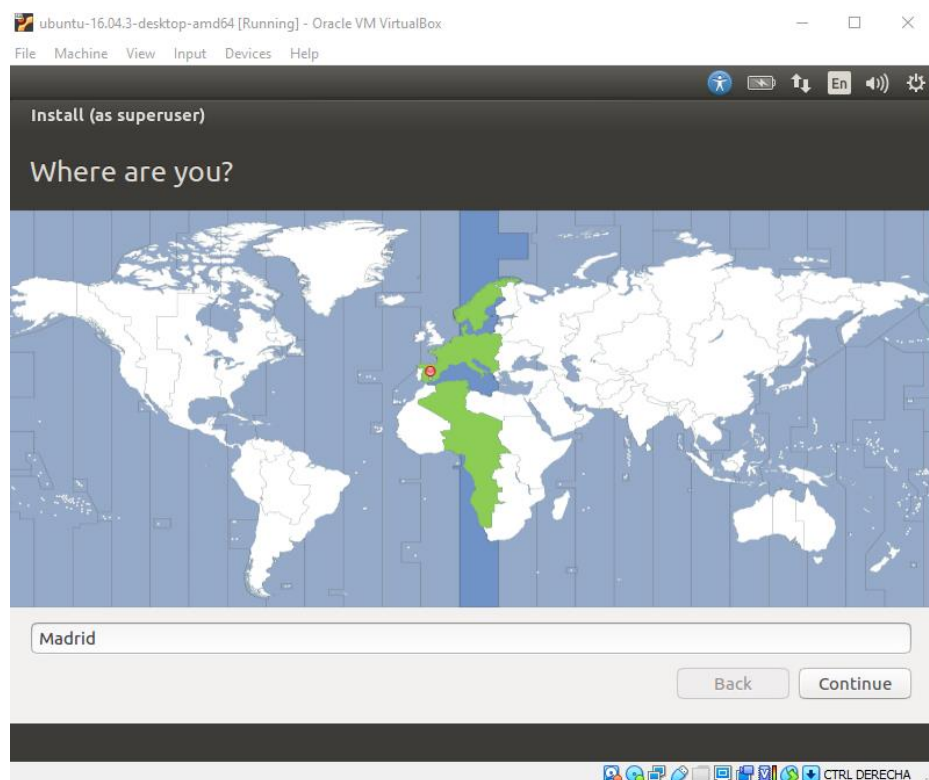 ubuntu-16.04.3-desktop-amd64 [Running] - Oracle VM VirtualBox
File Machine View Input Devices Help
En
Install (as superuser)
Where are you?
Madrid
Back Continue
CTRL DERECHA